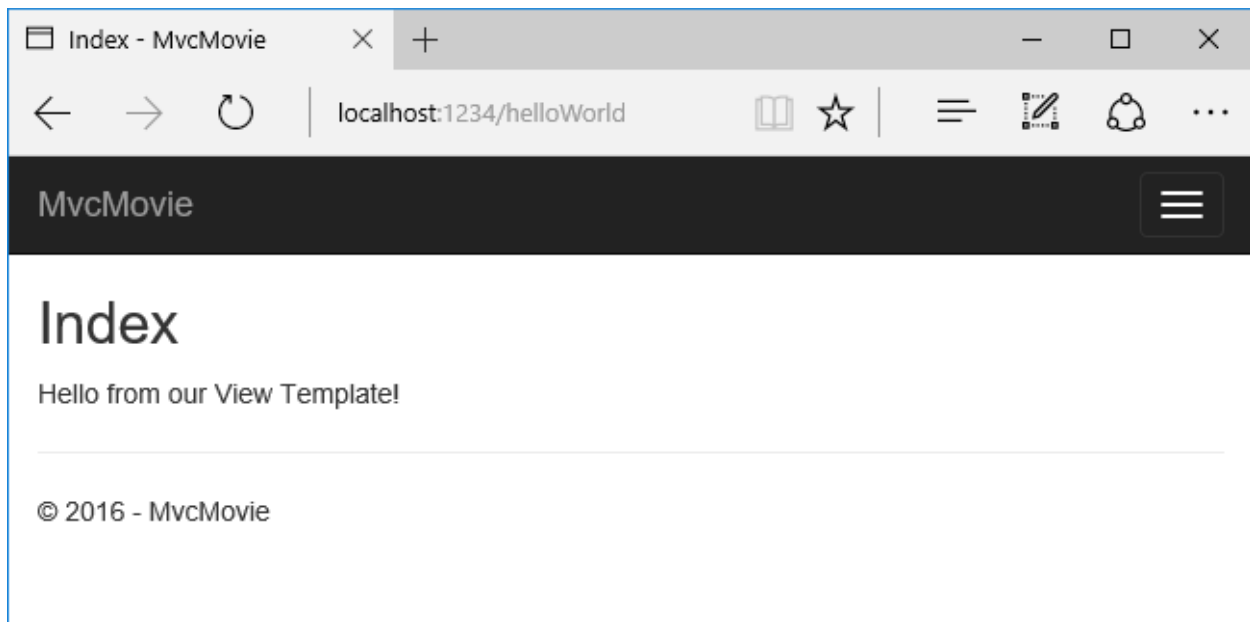 Index - MvcMovie
localhost:1234/helloWorld
MvcMovie
Index
Hello from our View Template!
© 2016 - MvcMovie